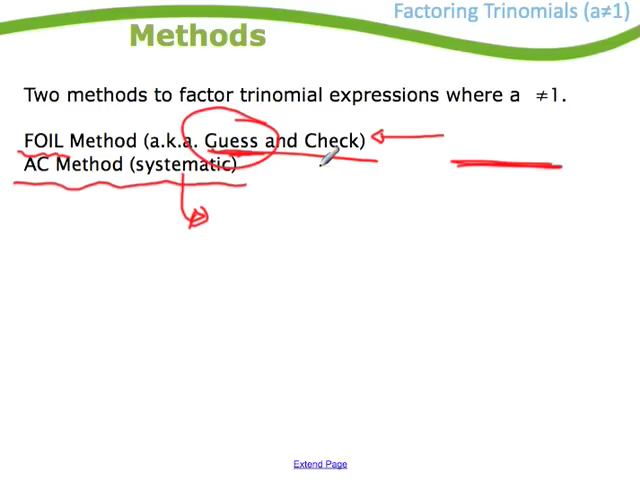 Factoring Trinomials (a≠1)
Methods
Two methods to factor trinomial expressions where a ≠1.
FOIL Method (a.k.a. Guess and Check)
AC Method (systematic)
Extend Page